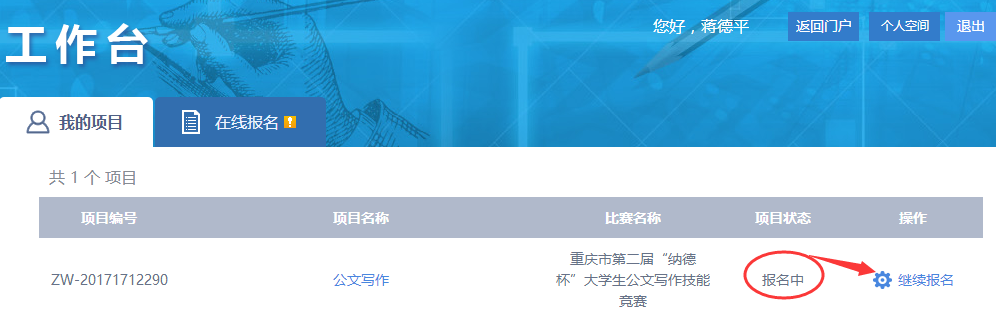 您好，蒋德平 返回门户 个人空间 退出
工作台
我的项目 在线报名
共 1 个 项目
项目编号 项目名称 比赛名称 项目状态 操作
ZW-20171712290 公文写作 重庆市第二届“纳德
杯”大学生公文写作技能
竞赛 报名中 继续报名